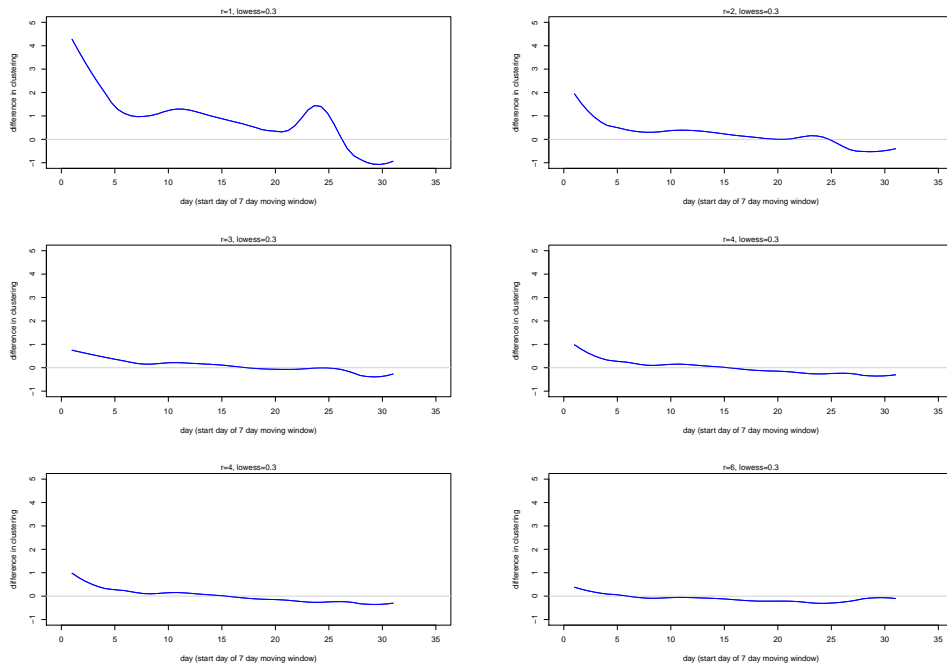 r=1, lowess=0.3
difference in clustering
5
4
3
2
1
0
−1
0 5 10 15 20 25 30 35
day (start day of 7 day moving window)
r=2, lowess=0.3
difference in clustering
5
4
3
2
1
0
−1
0 5 10 15 20 25 30 35
day (start day of 7 day moving window)
r=3, lowess=0.3
difference in clustering
5
4
3
2
1
0
−1
0 5 10 15 20 25 30 35
day (start day of 7 day moving window)
r=4, lowess=0.3
difference in clustering
5
4
3
2
1
0
−1
0 5 10 15 20 25 30 35
day (start day of 7 day moving window)
r=4, lowess=0.3
difference in clustering
5
4
3
2
1
0
−1
0 5 10 15 20 25 30 35
day (start day of 7 day moving window)
r=6, lowess=0.3
difference in clustering
5
4
3
2
1
0
−1
0 5 10 15 20 25 30 35
day (start day of 7 day moving window)